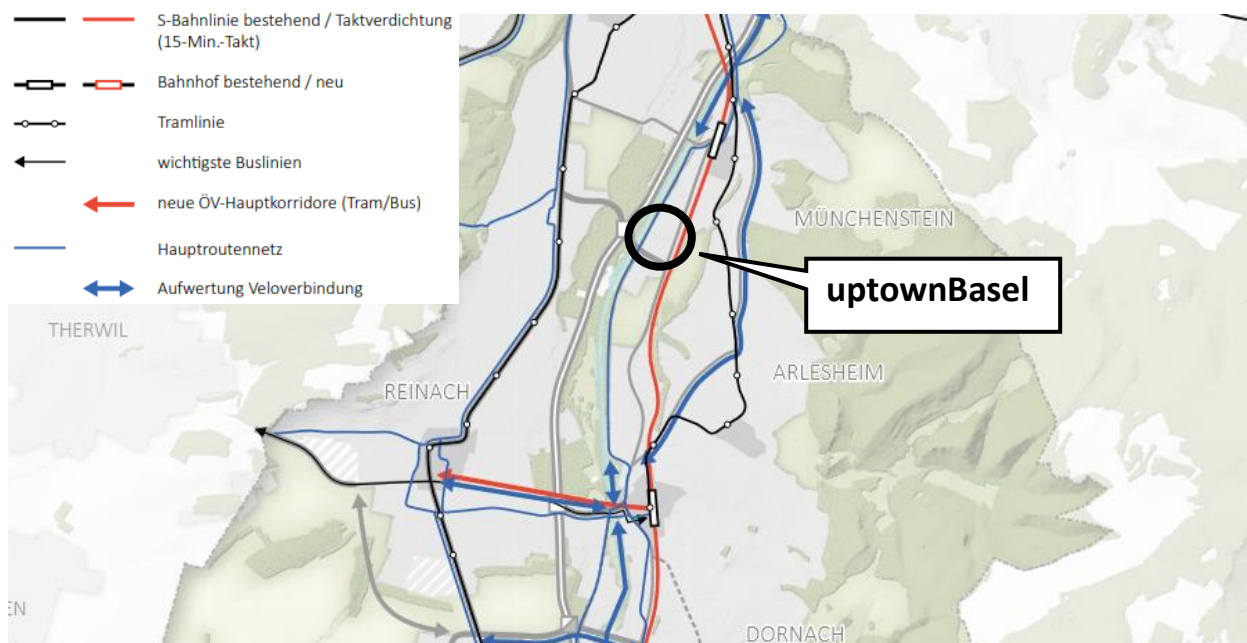 S-Bahnlinie bestehend / Taktverdichtung
(15-Min.-Takt)
Bahnhof bestehend / neu
Tramlinie
wichtigste Buslinien
neue ÖV-Hauptkorridore (Tram/Bus)
Hauptroutennetz
Aufwertung Veloverbindung
MÜNCHENSTEIN
uptownBasel
THERWIL
ARLESHEIM
REINACH
EN
DORNACH